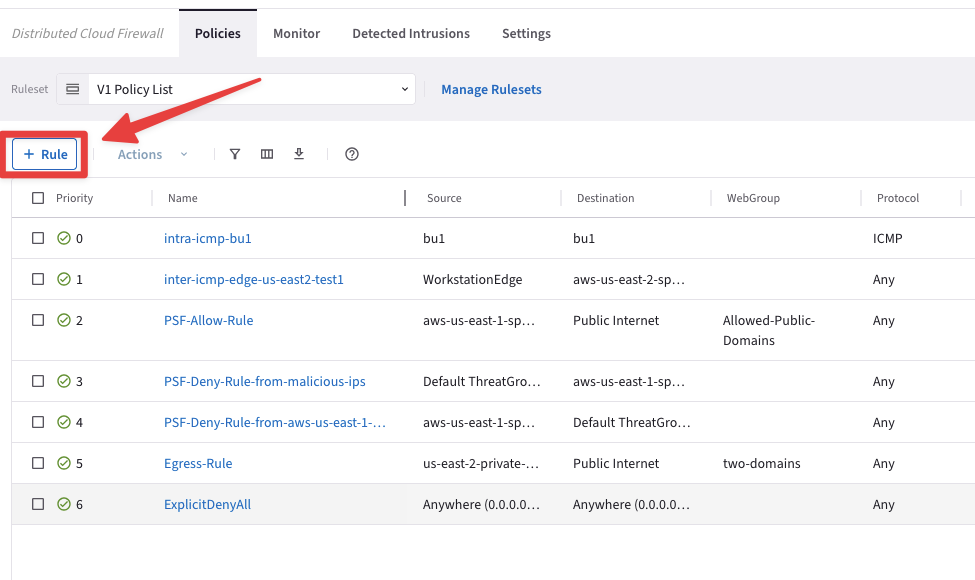 Distributed Cloud Firewall Policies Monitor Detected Intrusions Settings
Ruleset V1 Policy List Manage Rulesets
+ Rule Actions
Priority Name Source Destination WebGroup Protocol
0 intra-icmp-bu1 bu1 bu1 ICMP
1 inter-icmp-edge-us-east2-test1 WorkstationEdge aws-us-east-2-sp… Any
2 PSF-Allow-Rule aws-us-east-1-sp… Public Internet Allowed-Public- Any
Domains
3 PSF-Deny-Rule-from-malicious-ips Default ThreatGro… aws-us-east-1-sp… Any
4 PSF-Deny-Rule-from-aws-us-east-1-… aws-us-east-1-sp… Default ThreatGro… Any
5 Egress-Rule us-east-2-private-… Public Internet two-domains Any
6 ExplicitDenyAll Anywhere (0.0.0.0… Anywhere (0.0.0.0… Any